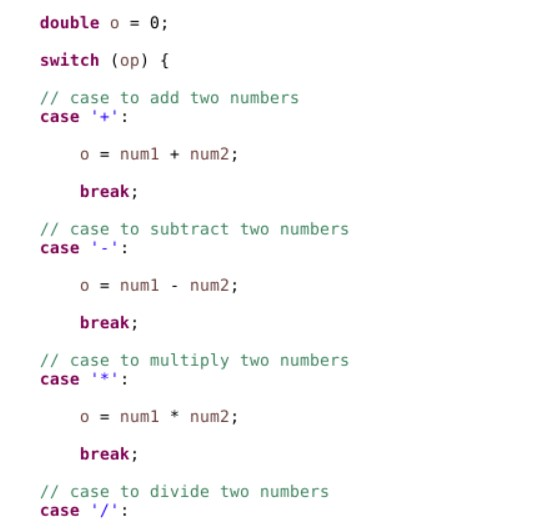 double o = 0;
switch (op) {
// case to add two numbers
case '+':
o = num1 + num2;
break;
// case to subtract two numbers
case '-':
o = num1 - num2;
break;
// case to multiply two numbers
case '*':
o = num1 * num2;
break;
// case to divide two numbers
case '/':